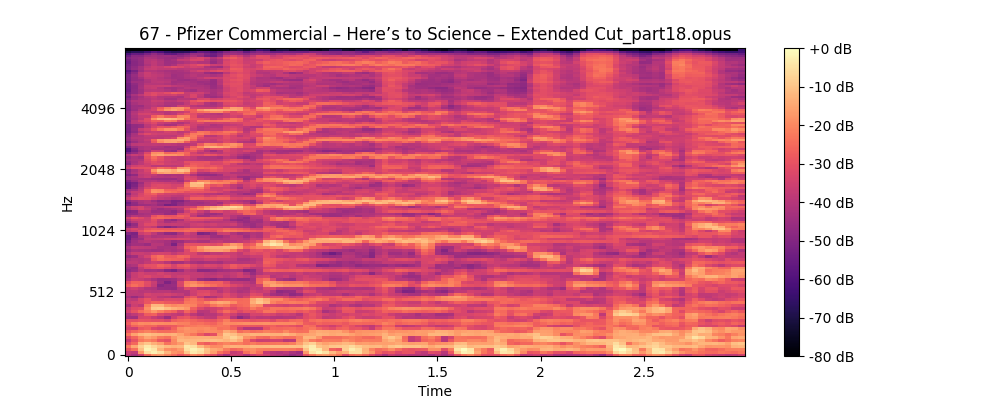 67 - Pfizer Commercial – Here’s to Science – Extended Cut_part18.opus
Hz
4096
2048
1024
512
0
0
0.5
1
1.5
2
2.5
Time
+0 dB
-10 dB
-20 dB
-30 dB
-40 dB
-50 dB
-60 dB
-70 dB
-80 dB